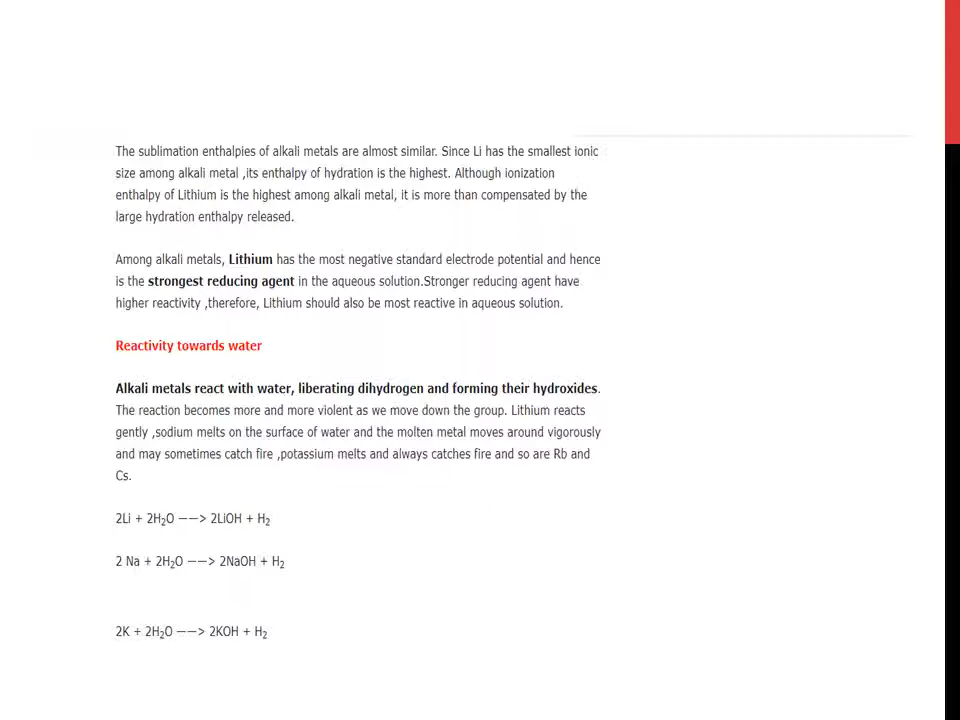 The sublimation enthalpies of alkali metals are almost similar. Since Li has the smallest ionic
size among alkali metal ,its enthalpy of hydration is the highest. Although ionization
enthalpy of Lithium is the highest among alkali metal, it is more than compensated by the
large hydration enthalpy released.
Among alkali metals, Lithium has the most negative standard electrode potential and hence
is the strongest reducing agent in the aqueous solution.Stronger reducing agent have
higher reactivity ,therefore, Lithium should also be most reactive in aqueous solution.
Reactivity towards water
Alkali metals react with water, liberating dihydrogen and forming their hydroxides.
The reaction becomes more and more violent as we move down the group. Lithium reacts
gently ,sodium melts on the surface of water and the molten metal moves around vigorously
and may sometimes catch fire ,potassium melts and always catches fire and so are Rb and
Cs.
2Li + 2H₂O ——> 2LiOH + H₂
2 Na + 2H₂O ——> 2NaOH + H₂
2K + 2H₂O ——> 2KOH + H₂